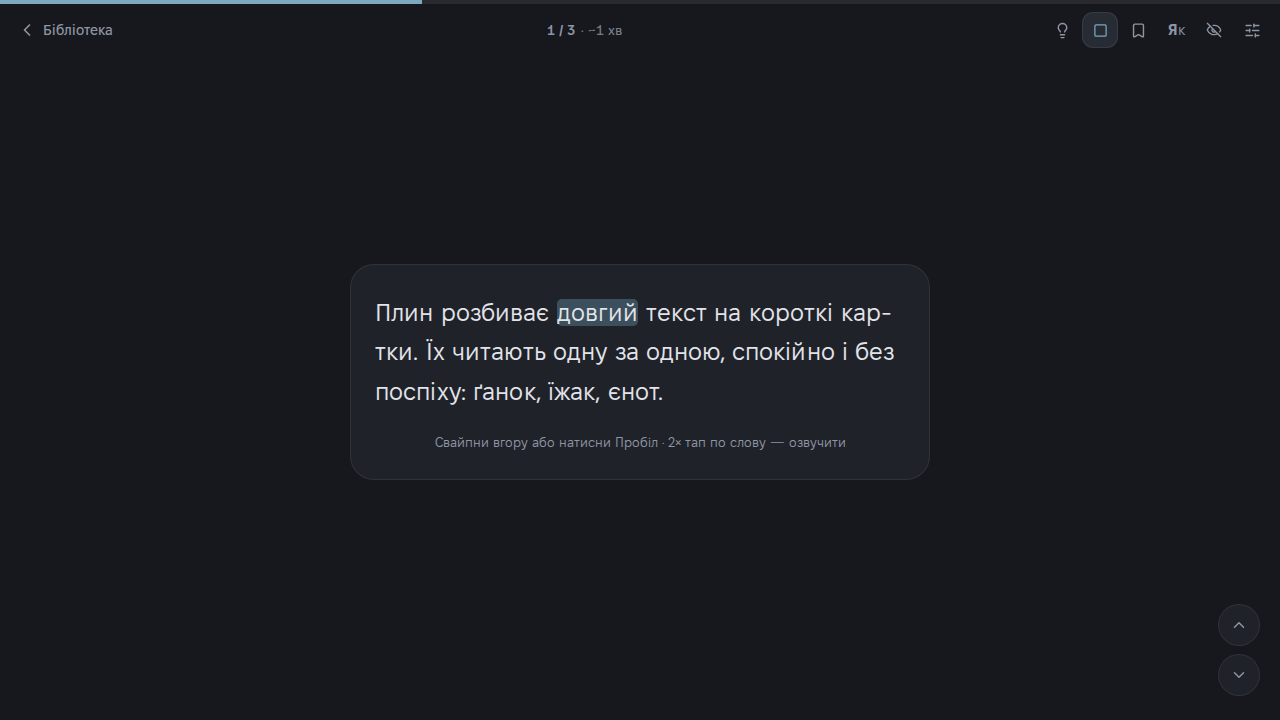 Бібліотека
1 / 3 · ~1 хв
Як
Плин розбиває довгий текст на короткі кар-
тки. Їх читають одну за одною, спокійно і без
поспіху: ґанок, їжак, єнот.
Свайпни вгору або натисни Пробіл · 2× тап по слову — озвучити